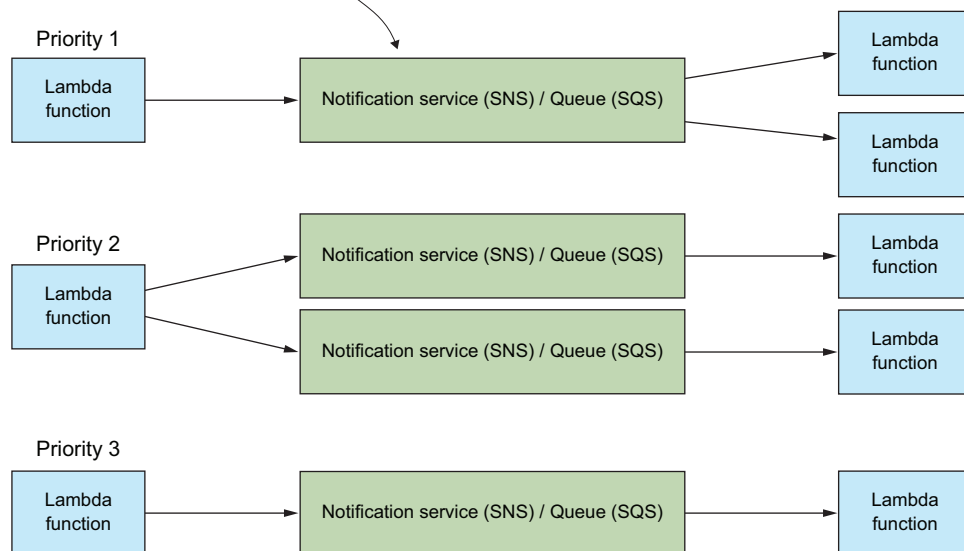 Priority 1
Lambda
function
Notification service (SNS) / Queue (SQS)
Lambda
function
Lambda
function
Priority 2
Lambda
function
Notification service (SNS) / Queue (SQS)
Lambda
function
Notification service (SNS) / Queue (SQS)
Lambda
function
Priority 3
Lambda
function
Notification service (SNS) / Queue (SQS)
Lambda
function